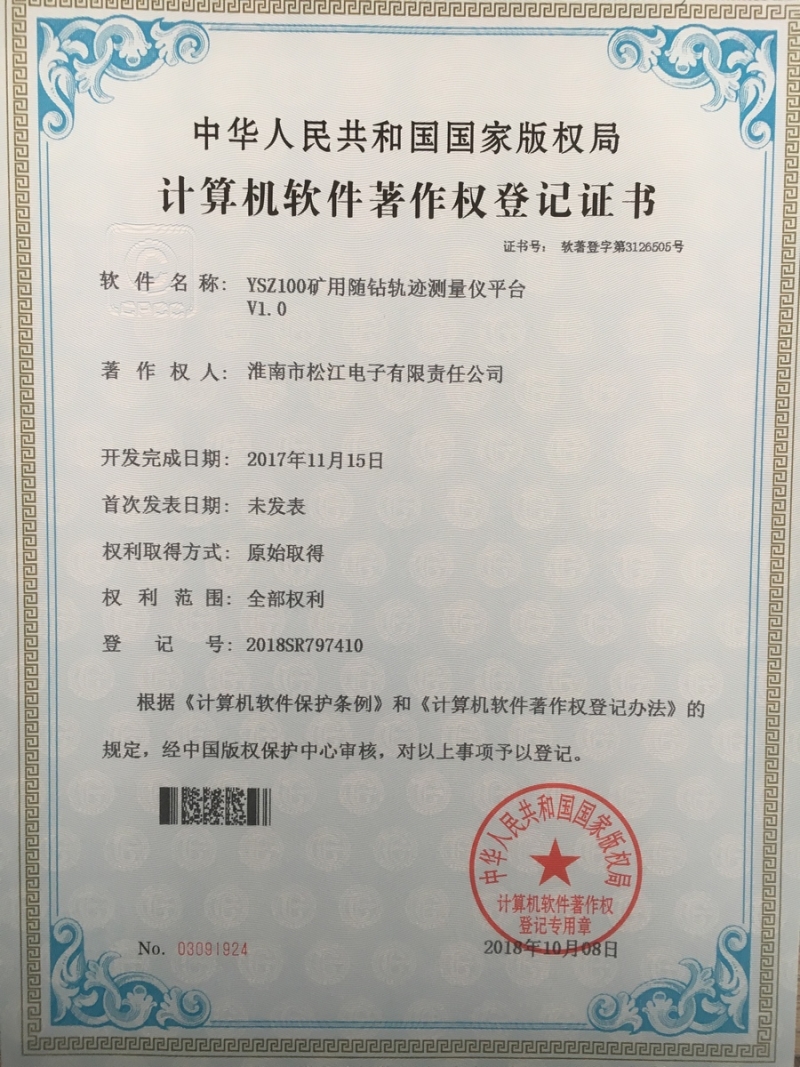 中华人民共和国国家版权局
计算机软件著作权登记证书
证书号： 软著登字第3126505号
软件名称： YSZ100矿用随钻轨迹测量仪平台
V1.0
著作权人： 淮南市松江电子有限责任公司
开发完成日期： 2017年11月15日
首次发表日期： 未发表
权利取得方式： 原始取得
权利范围： 全部权利
登记号： 2018SR797410
根据《计算机软件保护条例》和《计算机软件著作权登记办法》的
规定，经中国版权保护中心审核，对以上事项予以登记。
中华人民共和国国家版权局
计算机软件著作权
登记专用章
No. 03091924
2018年10月08日